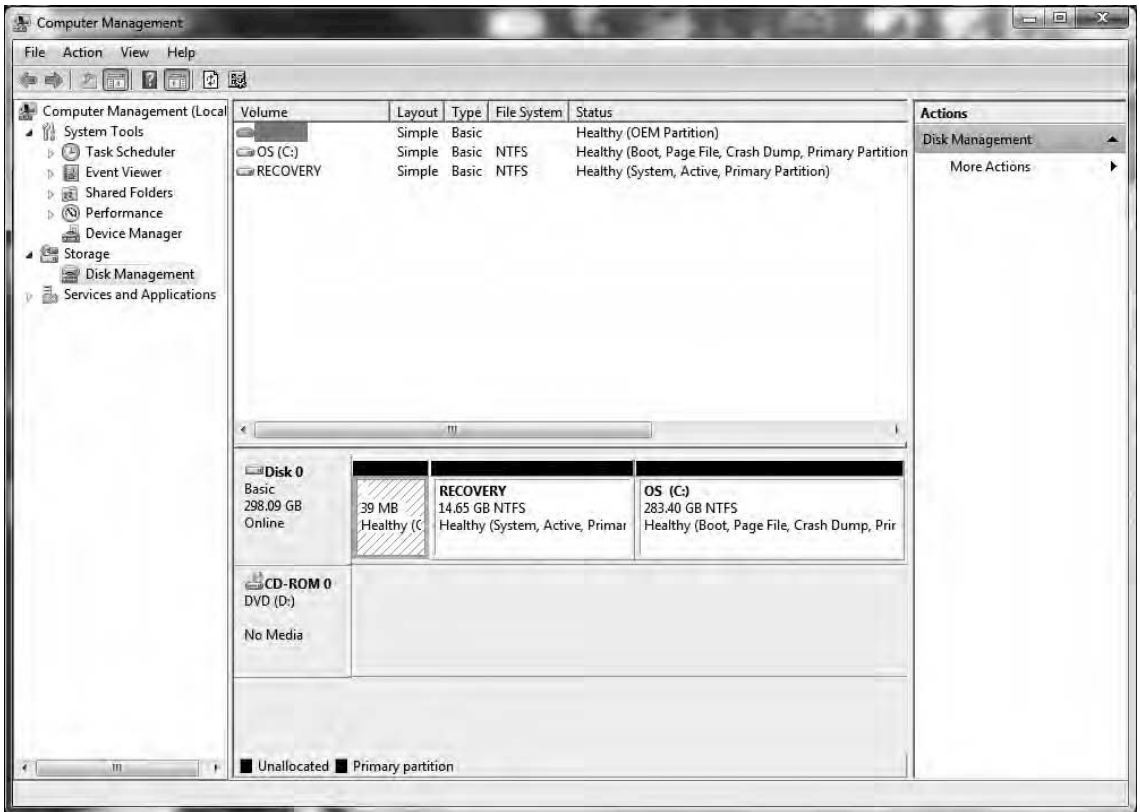 Computer Management
File Action View Help
Computer Management (Local
System Tools
Task Scheduler
Event Viewer
Shared Folders
Performance
Device Manager
Storage
Disk Management
Services and Applications
Volume Layout Type File System Status
Simple Basic Healthy (OEM Partition)
OS (C:) Simple Basic NTFS Healthy (Boot, Page File, Crash Dump, Primary Partition
RECOVERY Simple Basic NTFS Healthy (System, Active, Primary Partition)
Disk 0
Basic
298.09 GB
Online
39 MB
Healthy (O
RECOVERY
14.65 GB NTFS
Healthy (System, Active, Primar
OS (C:)
283.40 GB NTFS
Healthy (Boot, Page File, Crash Dump, Prir
CD-ROM 0
DVD (D:)
No Media
Unallocated Primary partition
Actions
Disk Management
More Actions